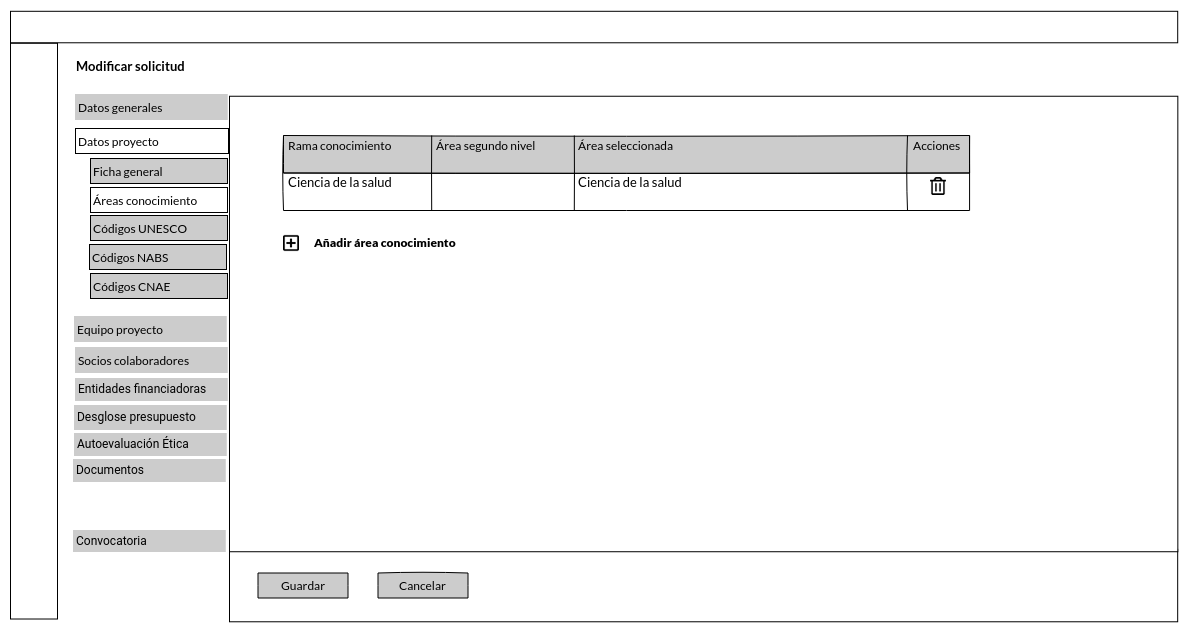 Modificar solicitud
Datos generales
Datos proyecto
Ficha general
Áreas conocimiento
Códigos UNESCO
Códigos NABS
Códigos CNAE
Equipo proyecto
Socios colaboradores
Entidades financiadoras
Desglose presupuesto
Autoevaluación Ética
Documentos
Convocatoria
Rama conocimiento Área segundo nivel Área seleccionada Acciones
Ciencia de la salud Ciencia de la salud
Añadir área conocimiento
Guardar Cancelar